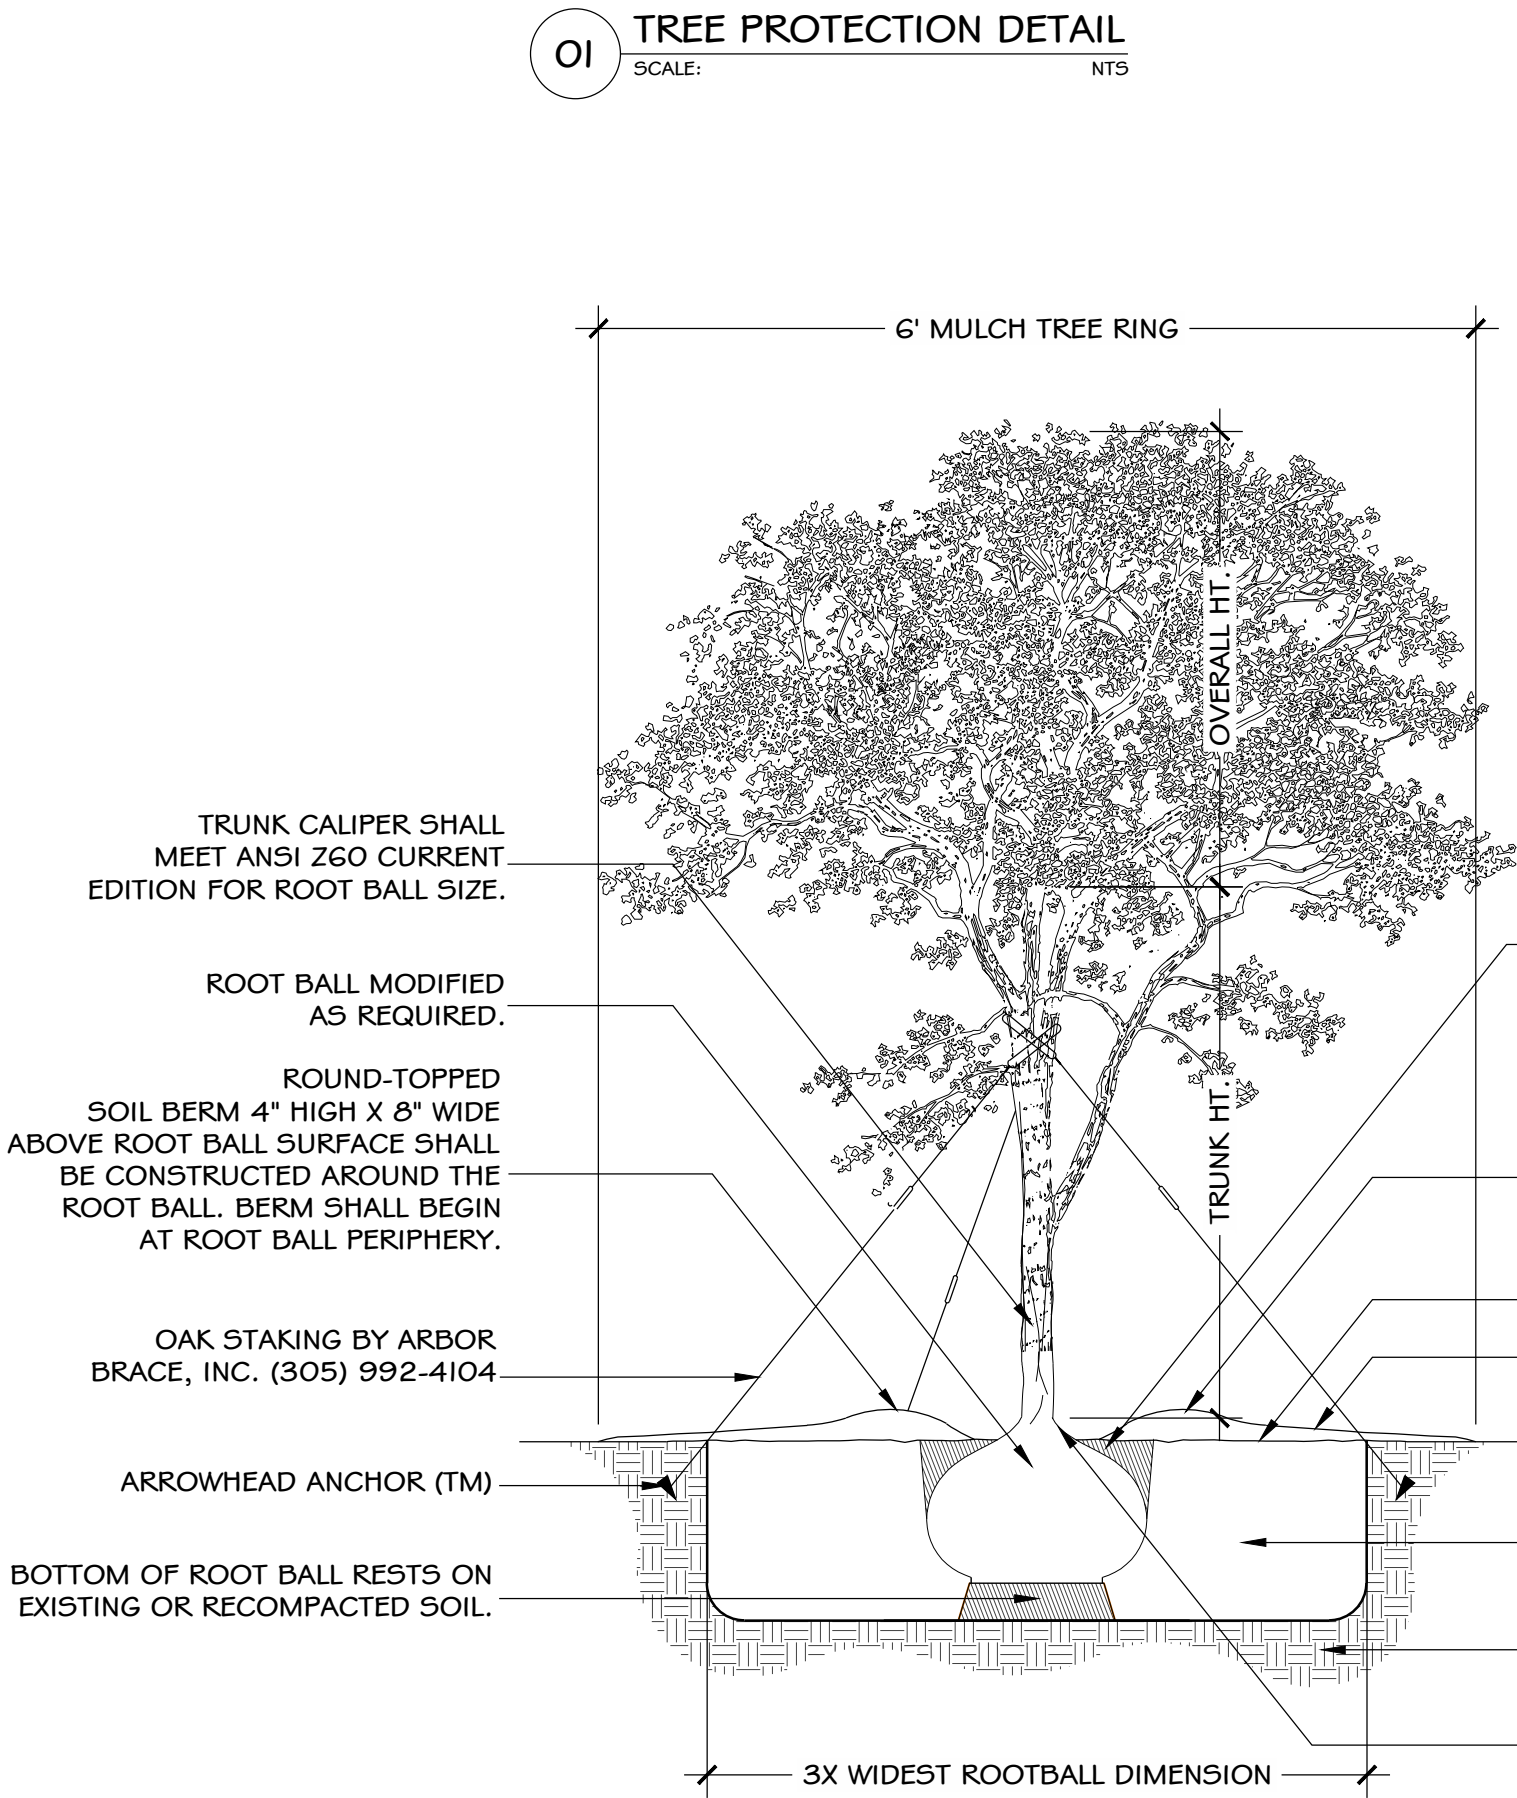 01
TREE PROTECTION DETAIL
SCALE: NTS
6' MULCH TREE RING
OVERALL HT.
TRUNK CALIPER SHALL
MEET ANSI Z60 CURRENT
EDITION FOR ROOT BALL SIZE.
ROOT BALL MODIFIED
AS REQUIRED.
ROUND-TOPPED
SOIL BERM 4" HIGH X 8" WIDE
ABOVE ROOT BALL SURFACE SHALL
BE CONSTRUCTED AROUND THE
ROOT BALL. BERM SHALL BEGIN
AT ROOT BALL PERIPHERY.
TRUNK HT.
OAK STAKING BY ARBOR
BRACE, INC. (305) 992-4104
ARROWHEAD ANCHOR (TM)
BOTTOM OF ROOT BALL RESTS ON
EXISTING OR RECOMPACTED SOIL.
3X WIDEST ROOTBALL DIMENSION